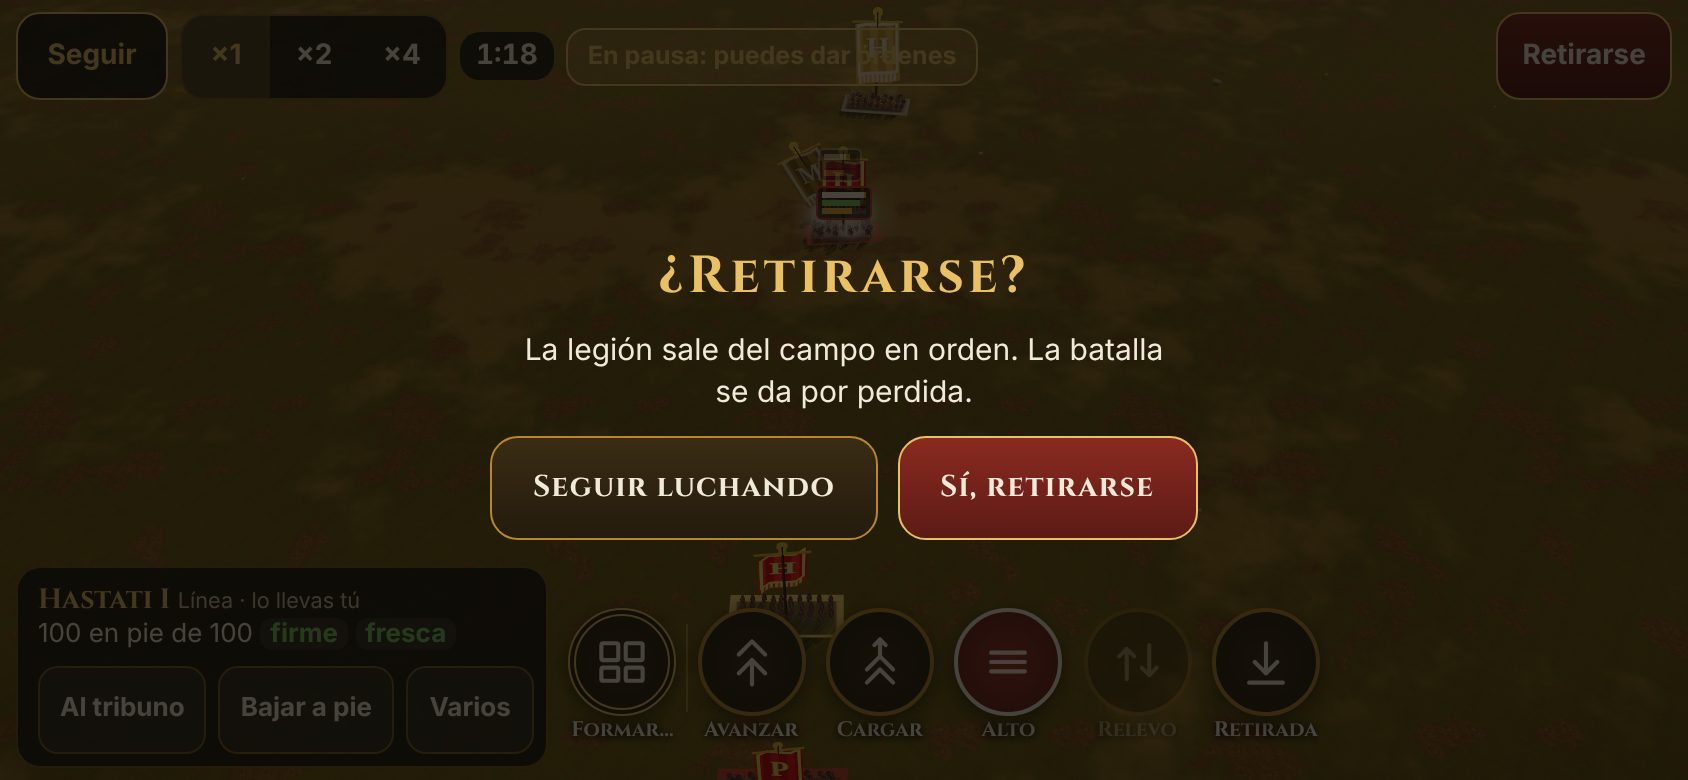 Seguir
×1 ×2 ×4
1:18
En pausa: puedes dar órdenes
H
Retirarse
M
H
¿Retirarse?
La legión sale del campo en orden. La batalla
se da por perdida.
Seguir luchando
Sí, retirarse
H
Hastati I Línea · lo llevas tú
100 en pie de 100 firme fresca
Al tribuno
Bajar a pie
Varios
Formar...
Avanzar
Cargar
Alto
Relevo
Retirada
P